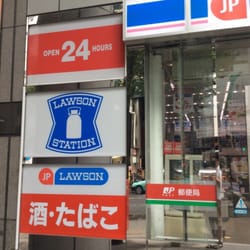 OPEN 24 HOURS
LAWSON
STATION
JP LAWSON
酒・たばこ
JP
JP 郵便局